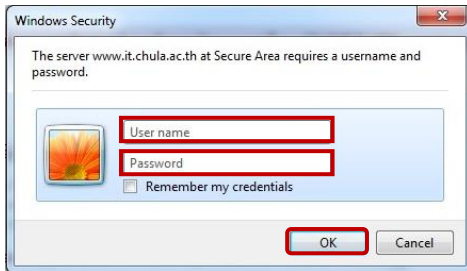 Windows Security
The server www.it.chula.ac.th at Secure Area requires a username and
password.
User name
Password
Remember my credentials
OK
Cancel